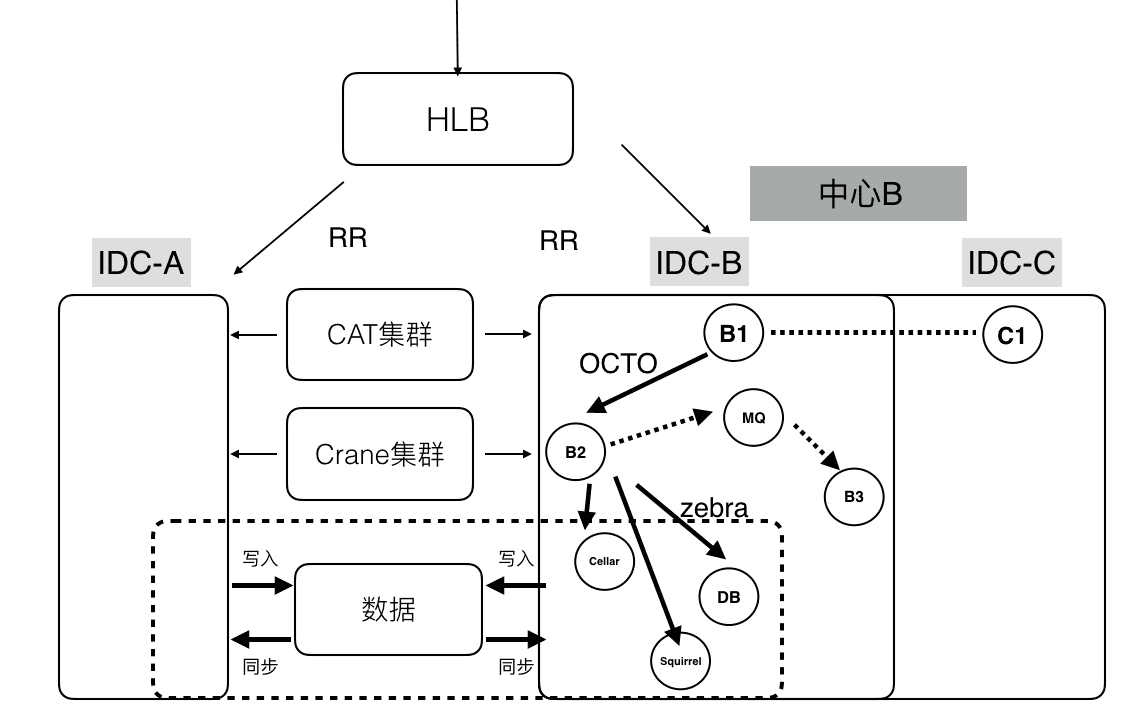 HLB
中心B
RR
RR
IDC-A
IDC-B
IDC-C
CAT集群
B1
C1
OCTO
MQ
Crane集群
B2
B3
zebra
写入
写入
Cellar
数据
DB
同步
同步
Squirrel